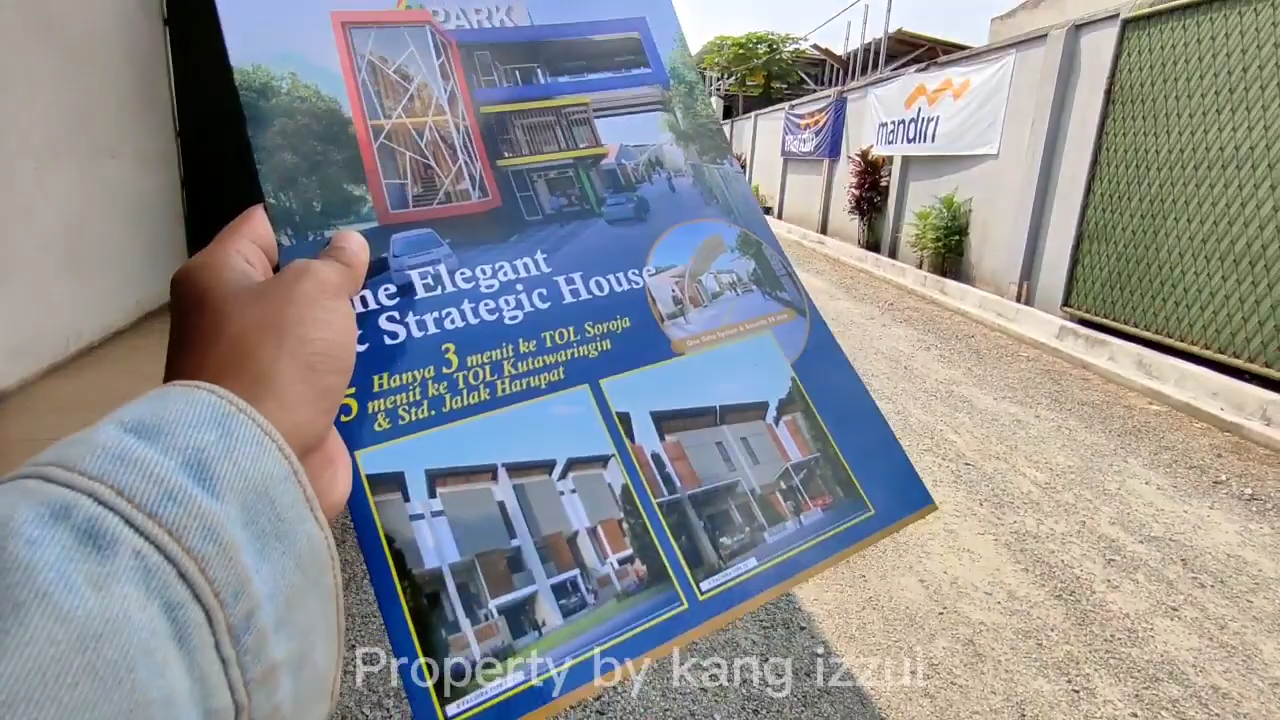 PARK
mandiri
mandiri
ne Elegant
& Strategic House
Hanya 3 menit ke TOL Soroja
5 menit ke TOL Kutawaringin
& Std. Jalak Harupat
One Gate System & Security 24 Jam
Property by kang izzul